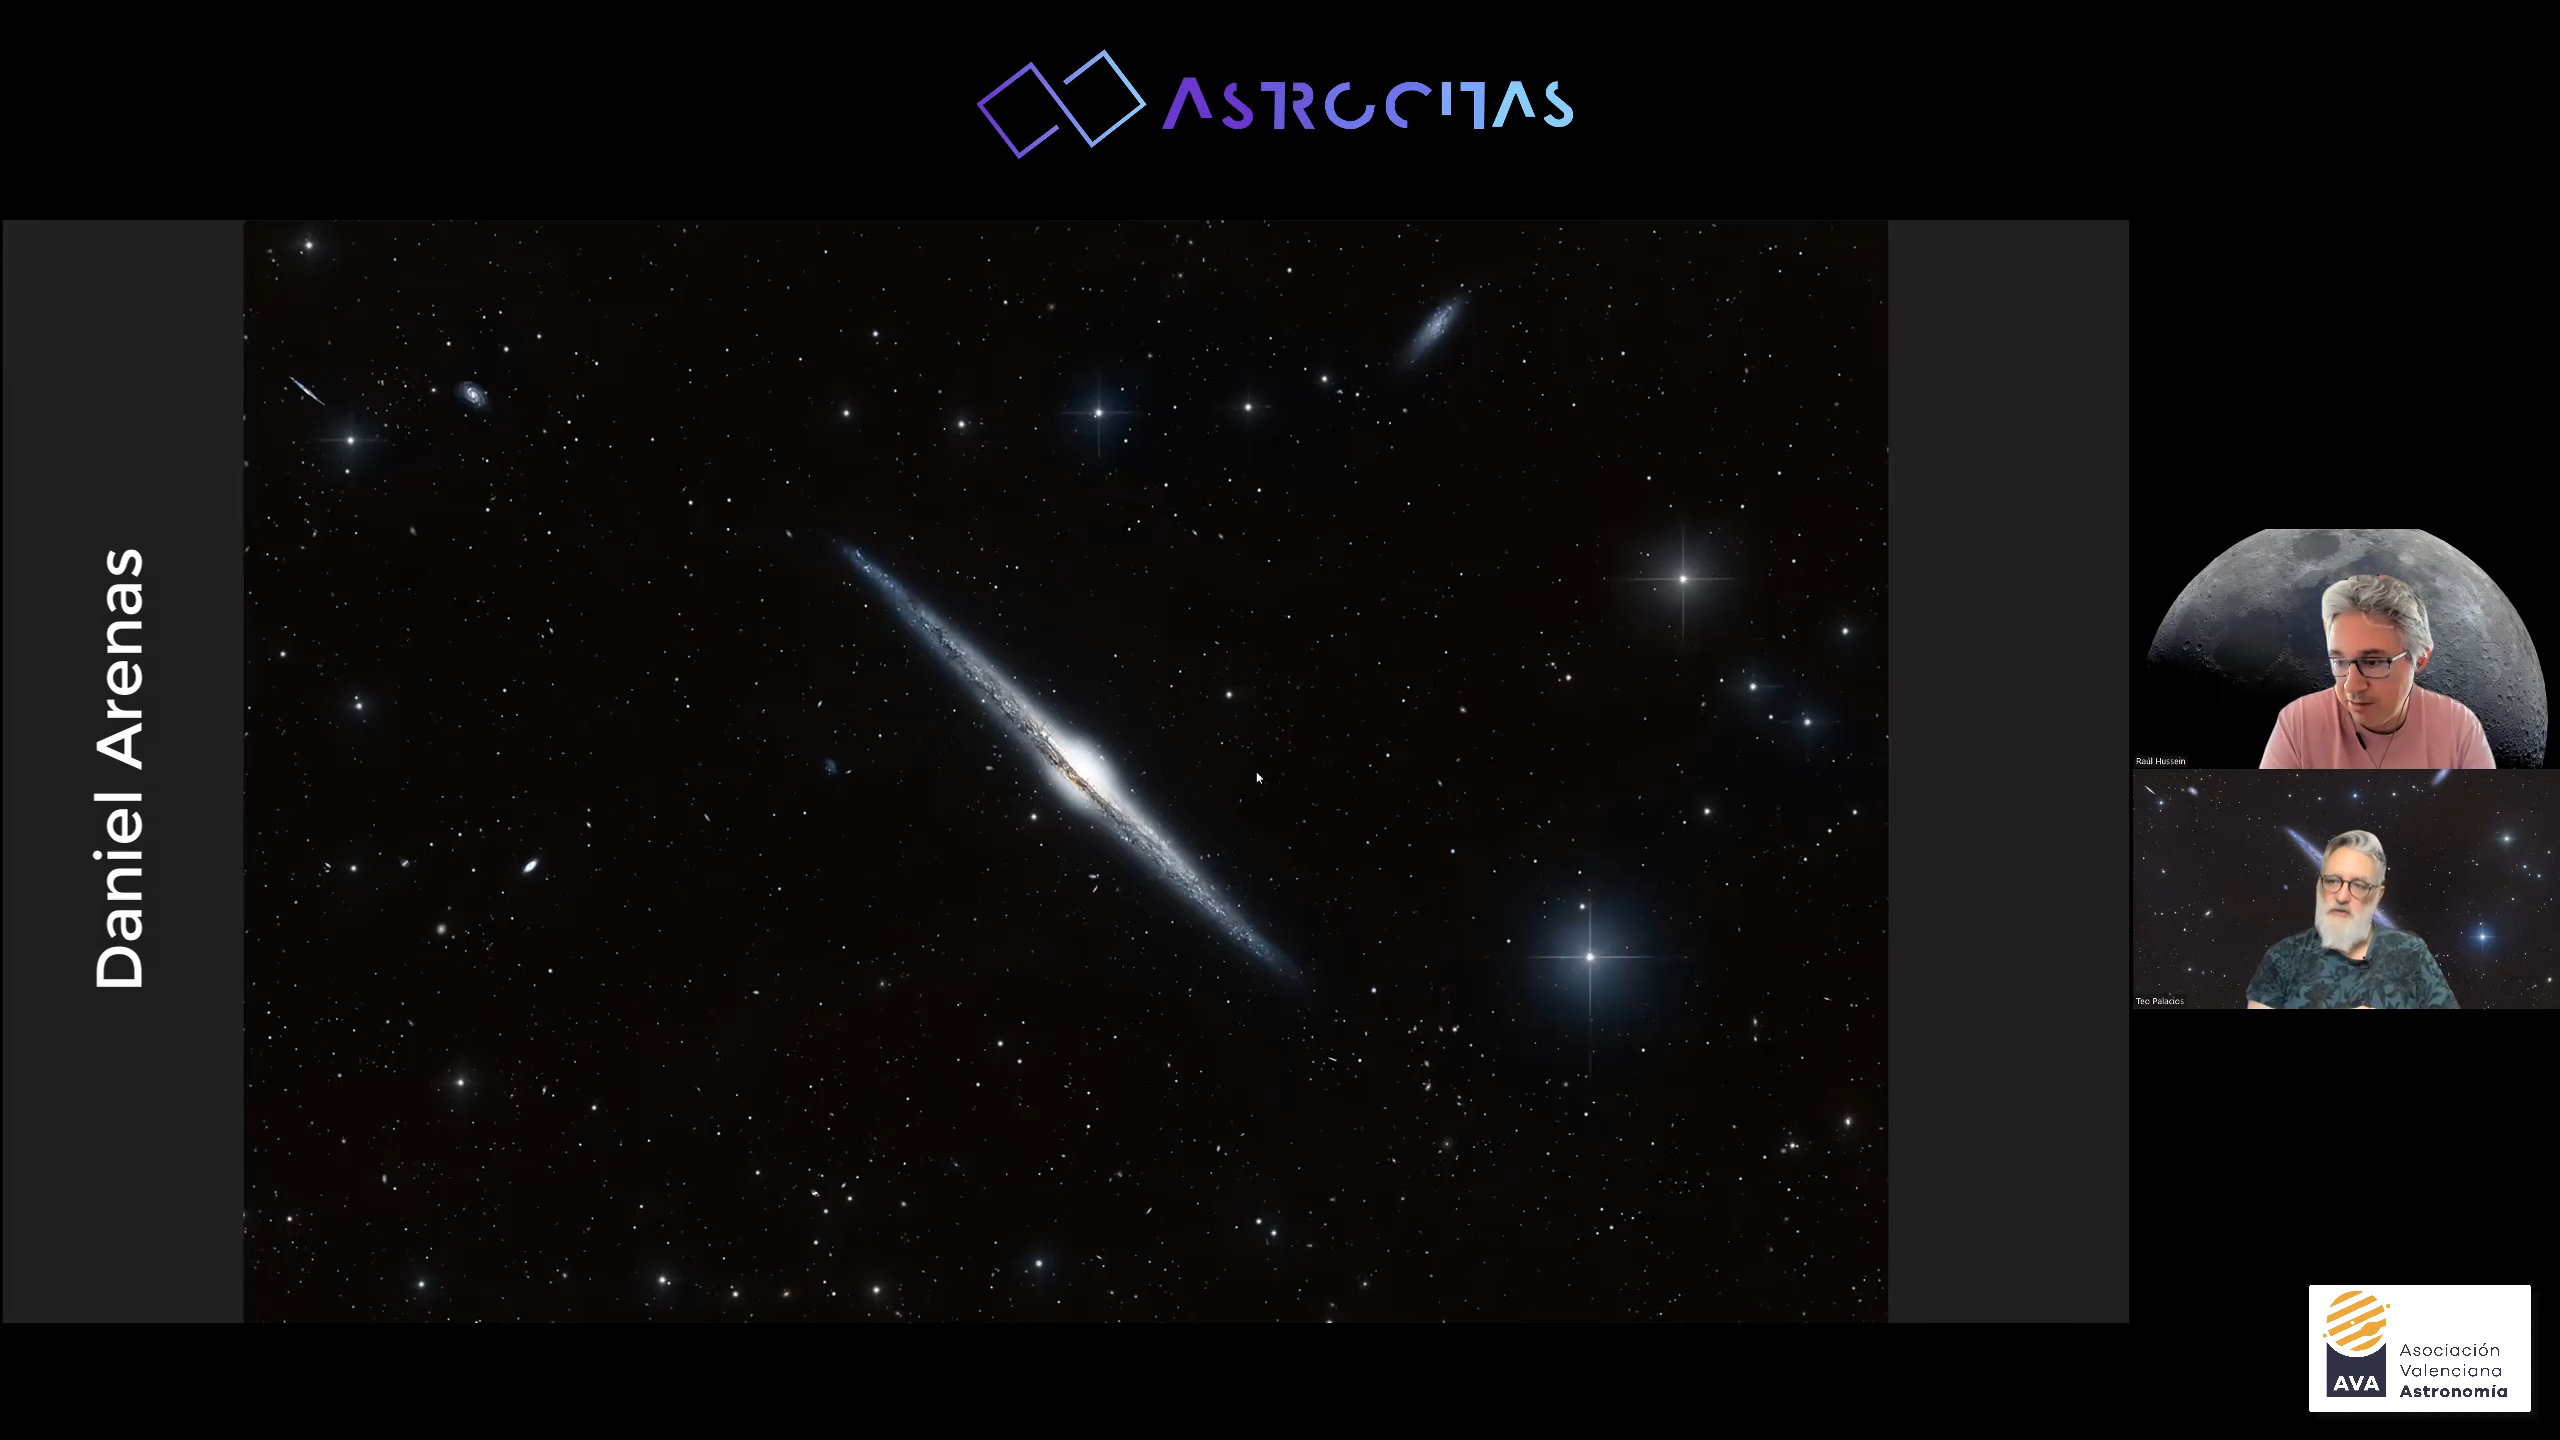 ASTROCITAS
Daniel Arenas
Raúl Hussein
Teo Palacios
AVA
Asociación
Valenciana
Astronomía